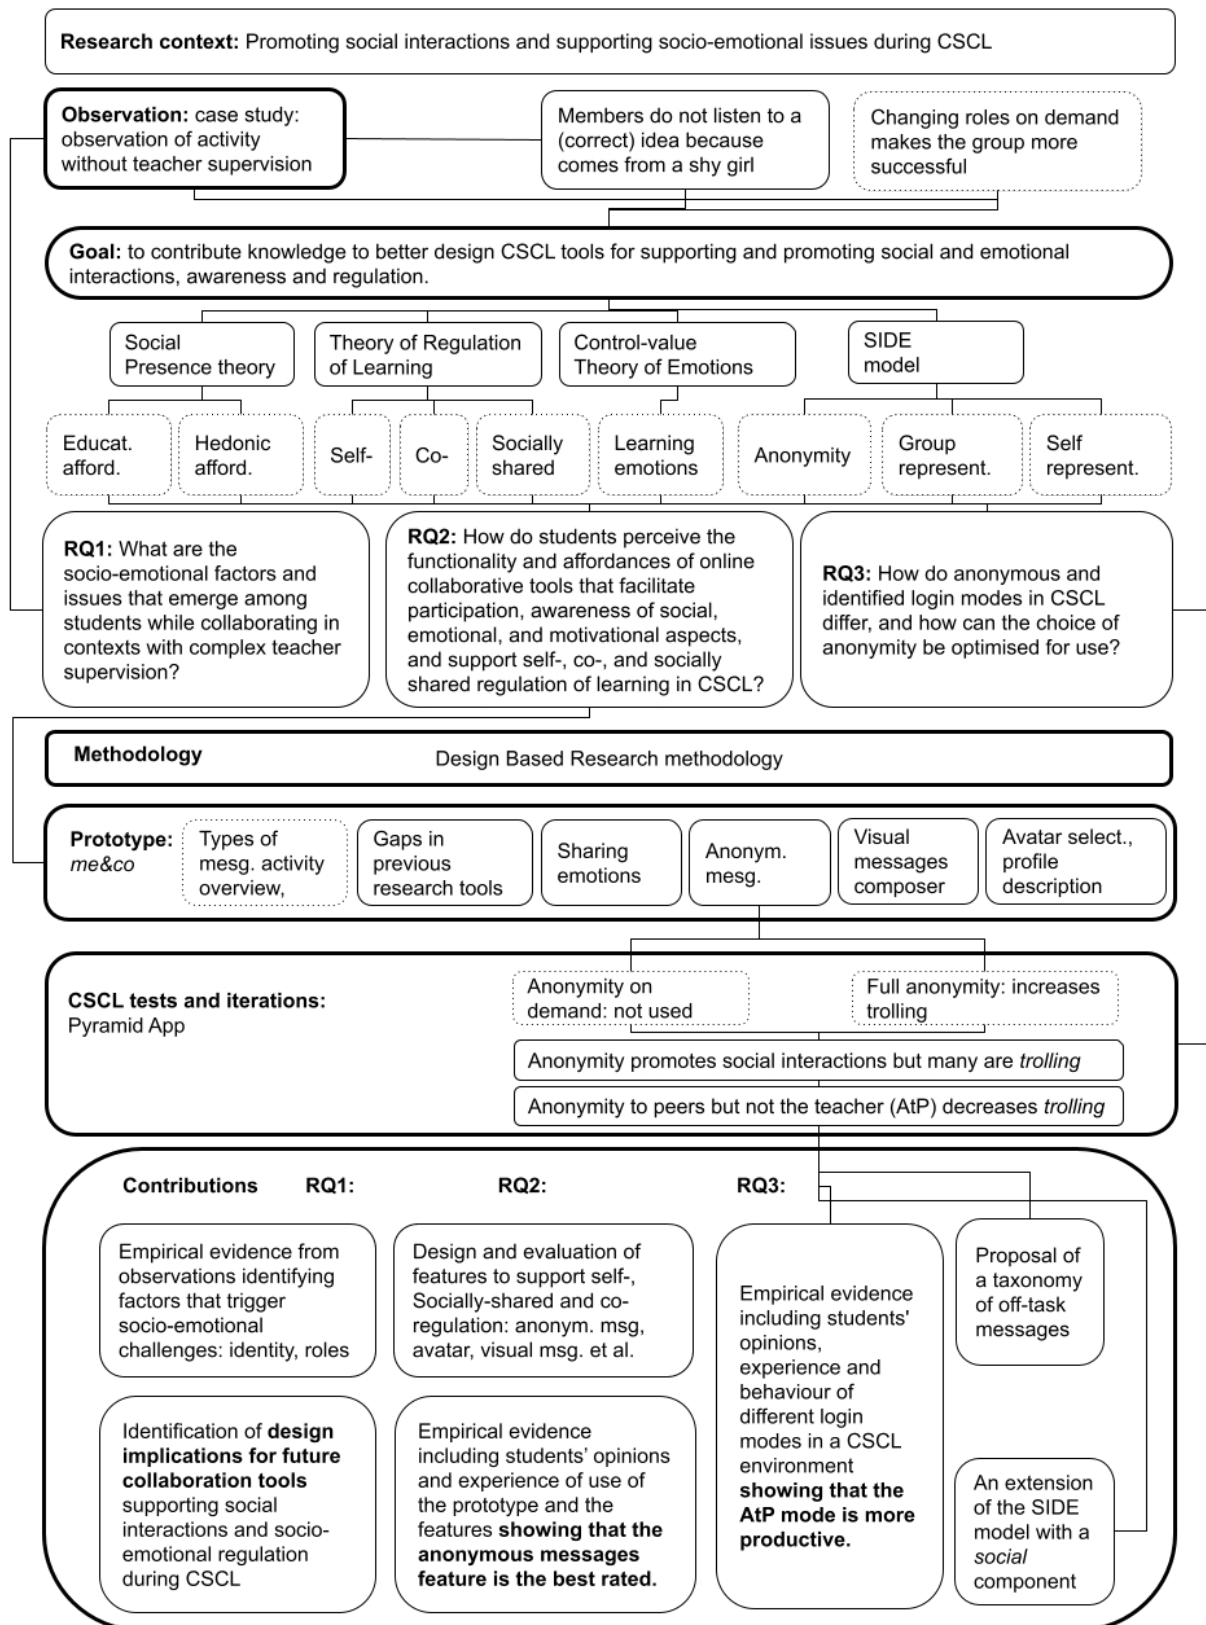 Research context: Promoting social interactions and supporting socio-emotional issues during CSCL
Observation: case study:
observation of activity
without teacher supervision
Members do not listen to a
(correct) idea because
comes from a shy girl
Changing roles on demand
makes the group more
successful
Goal: to contribute knowledge to better design CSCL tools for supporting and promoting social and emotional
interactions, awareness and regulation.
Social
Presence theory
Theory of Regulation
of Learning
Control-value
Theory of Emotions
SIDE
model
Educat.
afford.
Hedonic
afford.
Self-
Co-
Socially
shared
Learning
emotions
Anonymity
Group
represent.
Self
represent.
RQ1: What are the
socio-emotional factors and
issues that emerge among
students while collaborating in
contexts with complex teacher
supervision?
RQ2: How do students perceive the
functionality and affordances of online
collaborative tools that facilitate
participation, awareness of social,
emotional, and motivational aspects,
and support self-, co-, and socially
shared regulation of learning in CSCL?
RQ3: How do anonymous and
identified login modes in CSCL
differ, and how can the choice of
anonymity be optimised for use?
Methodology
Design Based Research methodology
Prototype:
me&co
Types of
mesg. activity
overview,
Gaps in
previous
research tools
Sharing
emotions
Anonym.
mesg.
Visual
messages
composer
Avatar select.,
profile
description
CSCL tests and iterations:
Pyramid App
Anonymity on
demand: not used
Full anonymity: increases
trolling
Anonymity promotes social interactions but many are trolling
Anonymity to peers but not the teacher (AtP) decreases trolling
Contributions
RQ1:
RQ2:
RQ3:
Empirical evidence from
observations identifying
factors that trigger
socio-emotional
challenges: identity, roles
Design and evaluation of
features to support self-,
Socially-shared and co-
regulation: anonym. msg,
avatar, visual msg. et al.
Empirical evidence
including students'
opinions,
experience and
behaviour of
different login
modes in a CSCL
environment
showing that the
AtP mode is more
productive.
Proposal of
a taxonomy
of off-task
messages
Identification of design
implications for future
collaboration tools
supporting social
interactions and socio-
emotional regulation
during CSCL
Empirical evidence
including students’ opinions
and experience of use of
the prototype and the
features showing that the
anonymous messages
feature is the best rated.
An extension
of the SIDE
model with a
social
component